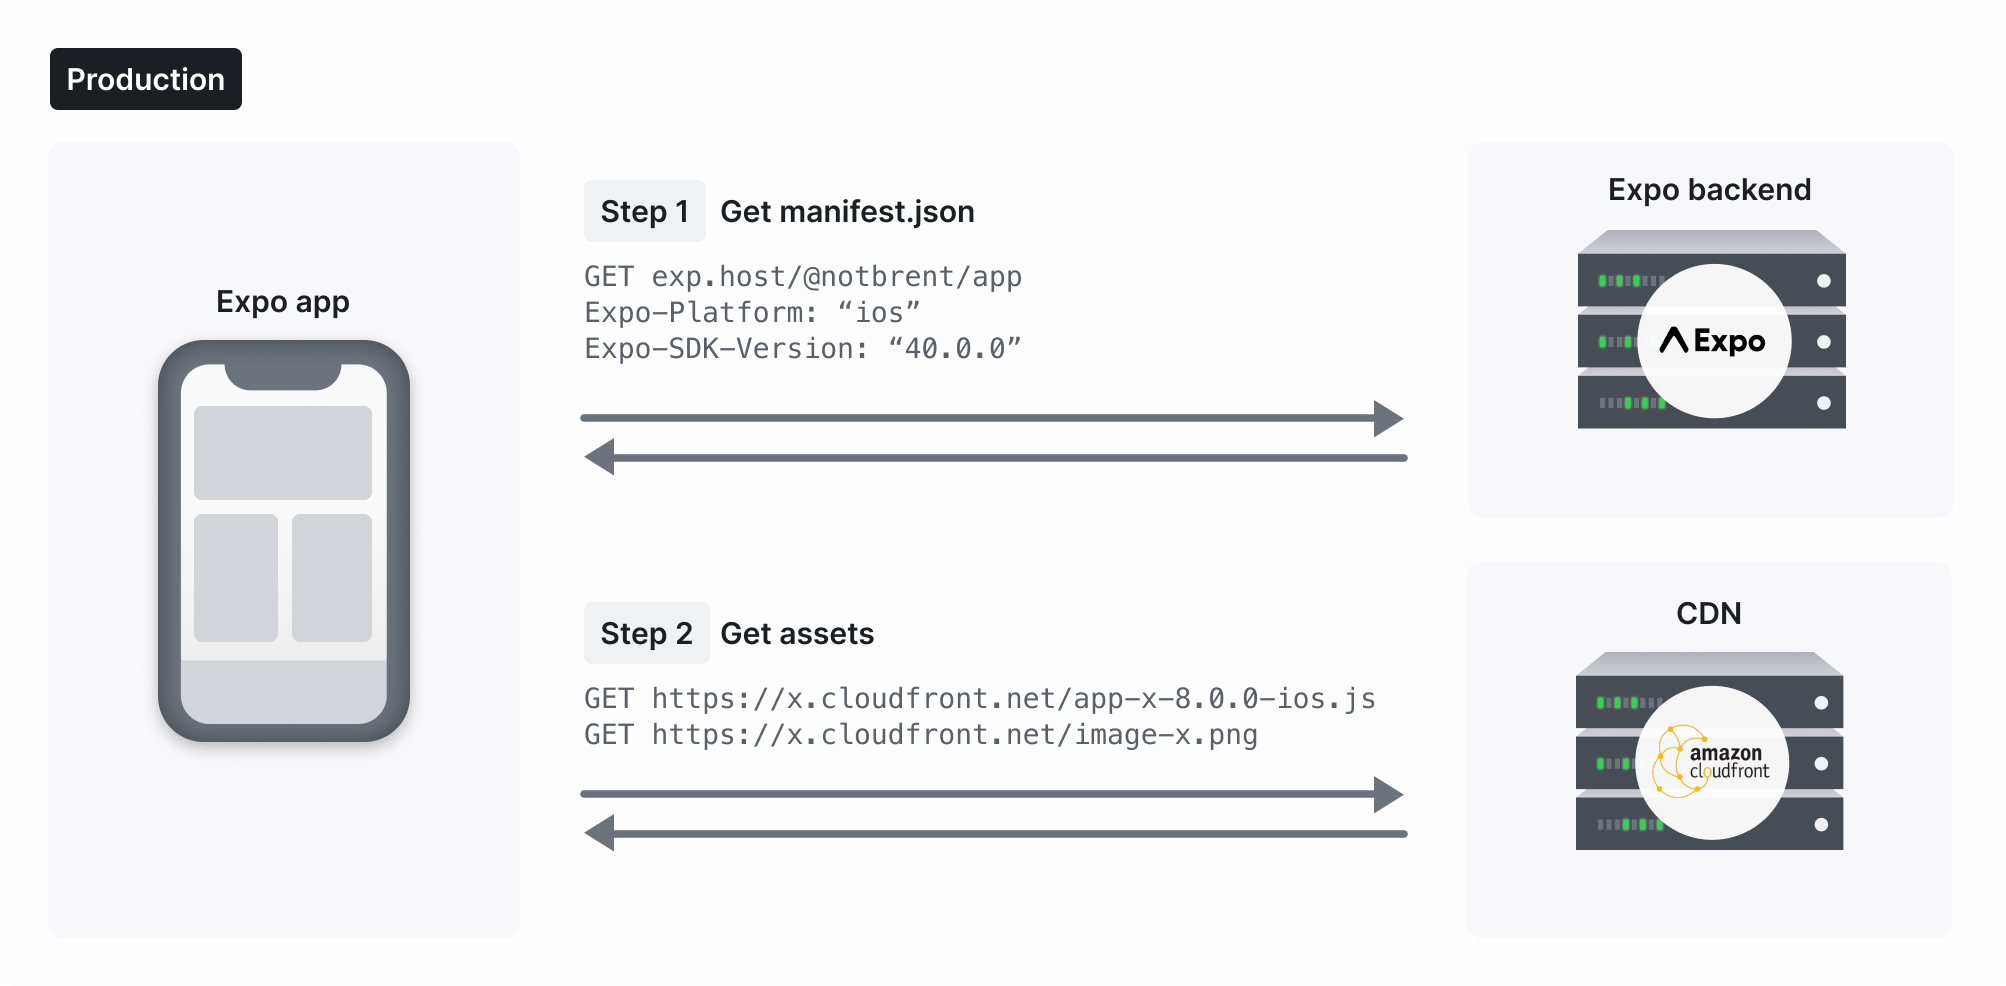 Production
Expo app
Step 1 Get manifest.json
GET exp.host/@notbrent/app
Expo-Platform: “ios”
Expo-SDK-Version: “40.0.0”
Expo backend
Expo
Step 2 Get assets
GET https://x.cloudfront.net/app-x-8.0.0-ios.js
GET https://x.cloudfront.net/image-x.png
CDN
amazon
cloudfront